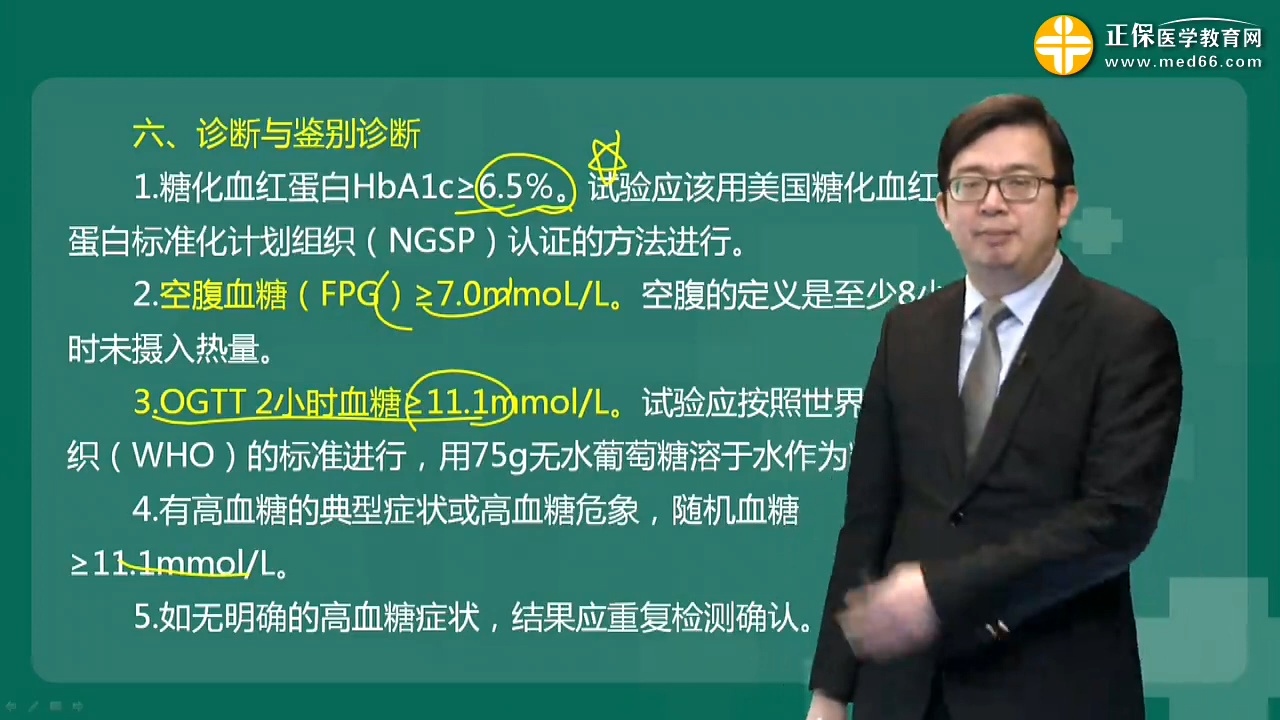 正保医学教育网
www.med66.com
六、诊断与鉴别诊断
1.糖化血红蛋白HbA1c≥6.5%。试验应该用美国糖化血红
蛋白标准化计划组织（NGSP）认证的方法进行。
2.空腹血糖（FPG）≥7.0mmoL/L。空腹的定义是至少8小
时未摄入热量。
3.OGTT 2小时血糖≥11.1mmol/L。试验应按照世界
织（WHO）的标准进行，用75g无水葡萄糖溶于水作为
4.有高血糖的典型症状或高血糖危象，随机血糖
≥11.1mmol/L。
5.如无明确的高血糖症状，结果应重复检测确认。